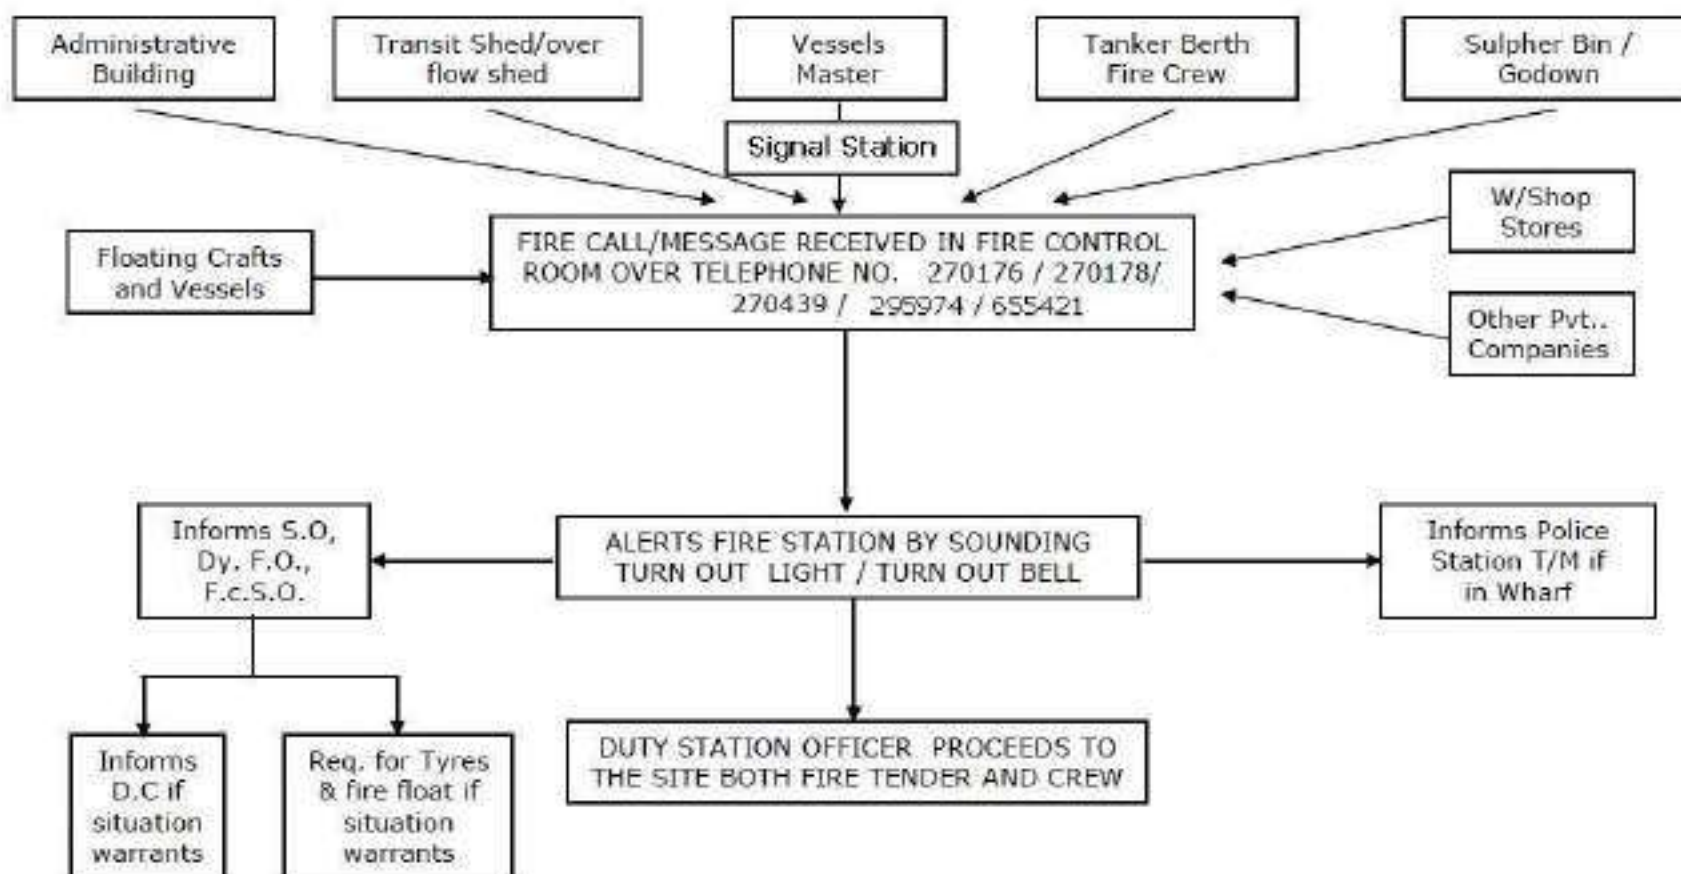 Administrative
Building
Transit Shed/over
flow shed
Vessels
Master
Tanker Berth
Fire Crew
Sulpher Bin /
Godown
Signal Station
W/Shop
Stores
Floating Crafts
and Vessels
FIRE CALL/MESSAGE RECEIVED IN FIRE CONTROL
ROOM OVER TELEPHONE NO. 270176 / 270178/
270439 / 295974 / 655421
Other Pvt..
Companies
Informs S.O,
Dy. F.O.,
F.c.S.O.
ALERTS FIRE STATION BY SOUNDING
TURN OUT LIGHT / TURN OUT BELL
Informs Police
Station T/M if
in Wharf
Informs
D.C if
situation
warrants
Req. for Tyres
& fire float if
situation
warrants
DUTY STATION OFFICER PROCEEDS TO
THE SITE BOTH FIRE TENDER AND CREW